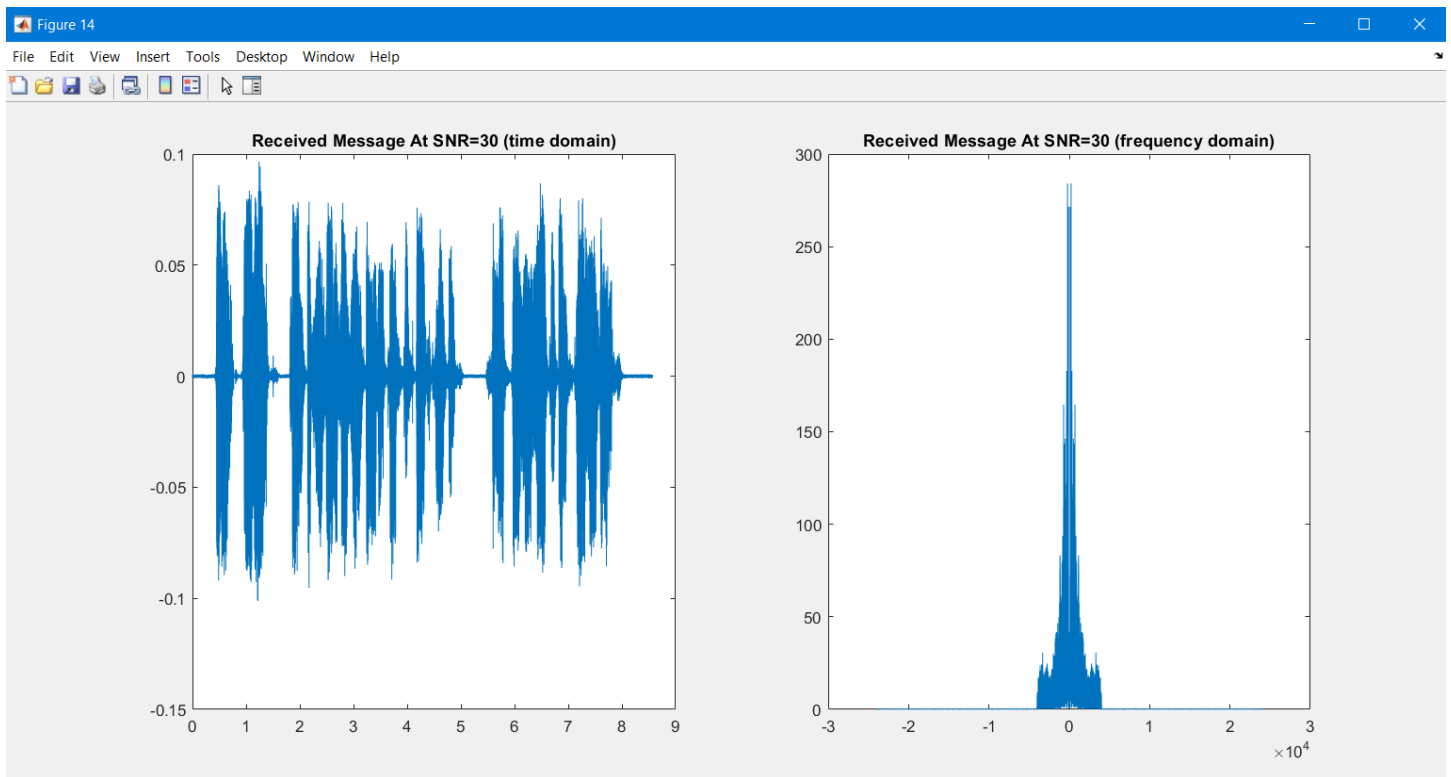 Figure 14
File Edit View Insert Tools Desktop Window Help
Received Message At SNR=30 (time domain)
0.1
0.05
0
-0.05
-0.1
-0.15
0 1 2 3 4 5 6 7 8 9
Received Message At SNR=30 (frequency domain)
300
250
200
150
100
50
0
-3 -2 -1 0 1 2 3
×10⁴